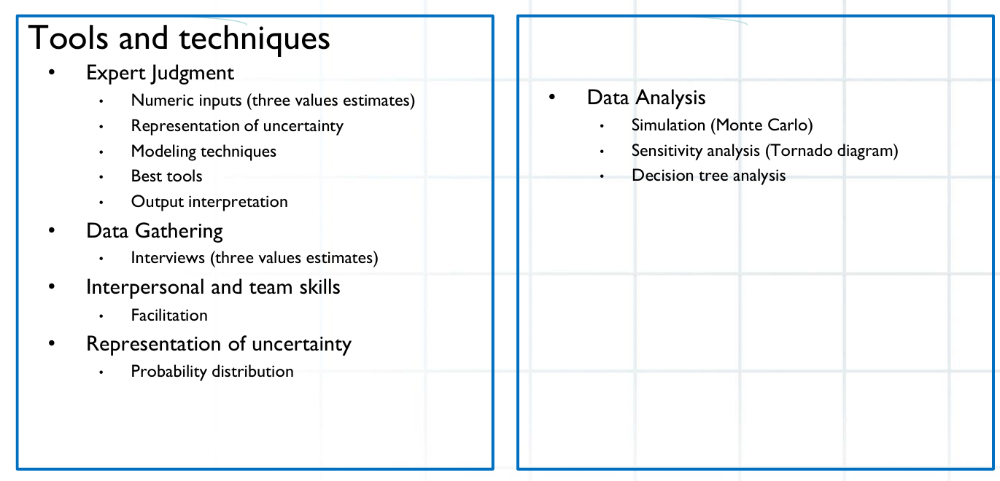 Tools and techniques
• Expert Judgment
• Numeric inputs (three values estimates)
• Representation of uncertainty
• Modeling techniques
• Best tools
• Output interpretation
• Data Gathering
• Interviews (three values estimates)
• Interpersonal and team skills
• Facilitation
• Representation of uncertainty
• Probability distribution
• Data Analysis
• Simulation (Monte Carlo)
• Sensitivity analysis (Tornado diagram)
• Decision tree analysis